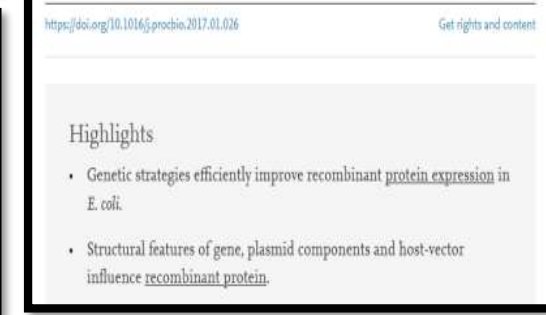 https://doi.org/10.1016/j.procbio.2017.01.026 Get rights and content
Highlights
• Genetic strategies efficiently improve recombinant protein expression in
E. coli.
• Structural features of gene, plasmid components and host-vector
influence recombinant protein.